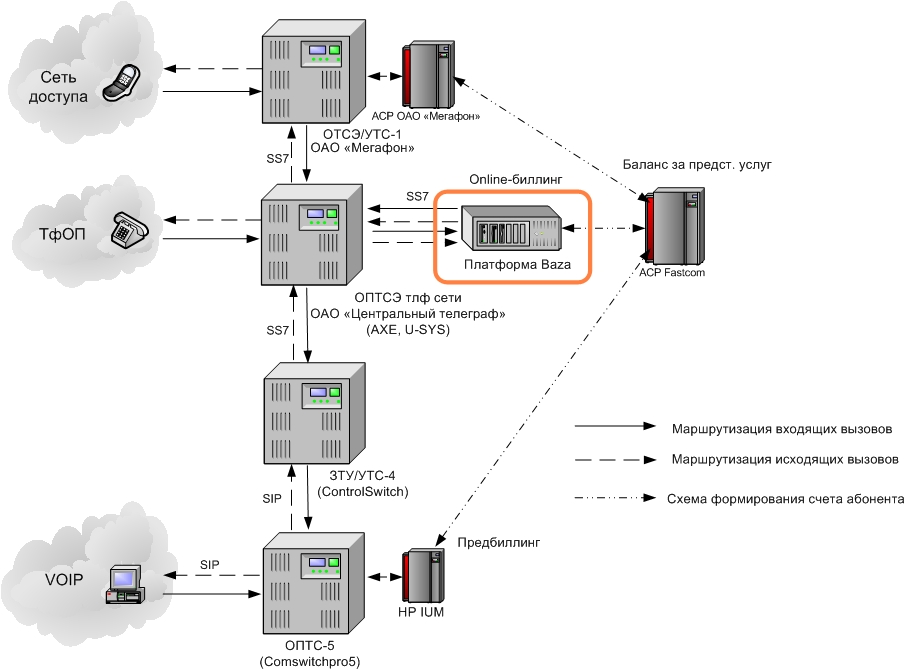 Сеть
доступа
АСР ОАО «Мегафон»
ОТСЭ/УТС-1
ОАО «Мегафон»
SS7
Баланс за предст. услуг
Online-биллинг
SS7
ТфОП
Платформа Baza
АСР Fastcom
ОПТСЭ тлф сети
ОАО «Центральный телеграф»
(AXE, U-SYS)
SS7
Маршрутизация входящих вызовов
Маршрутизация исходящих вызовов
ЗТУ/УТС-4
(ControlSwitch)
Схема формирования счета абонента
SIP
Предбиллинг
SIP
VOIP
HP IUM
ОПТС-5
(Comswitchpro5)